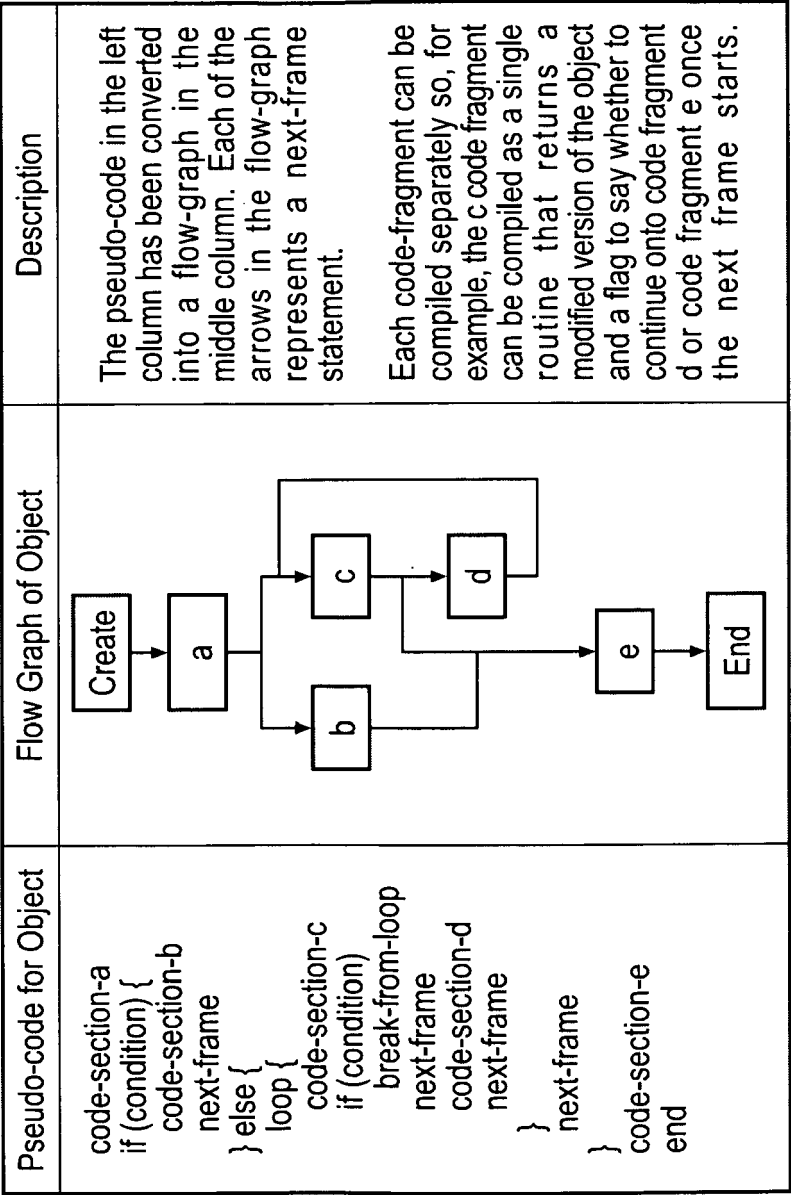 Pseudo-code for Object
code-section-a
if (condition) {
code-section-b
next-frame
} else {
loop {
code-section-c
if (condition)
break-from-loop
next-frame
code-section-d
next-frame
}
next-frame
}
code-section-e
end
Flow Graph of Object
Create
a
b
c
d
e
End
Description
The pseudo-code in the left
column has been converted
into a flow-graph in the
middle column. Each of the
arrows in the flow-graph
represents a next-frame
statement.
Each code-fragment can be
compiled separately so, for
example, the c code fragment
can be compiled as a single
routine that returns a
modified version of the object
and a flag to say whether to
continue onto code fragment
d or code fragment e once
the next frame starts.